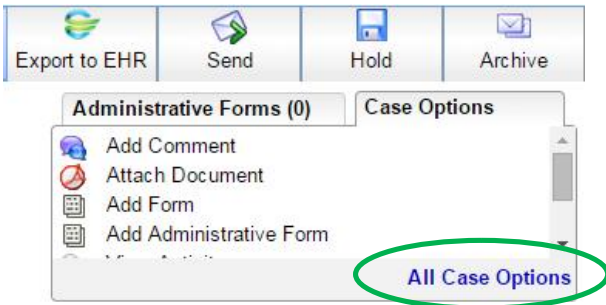 Export to EHR Send Hold Archive
Administrative Forms (0) Case Options
Add Comment
Attach Document
Add Form
Add Administrative Form
All Case Options